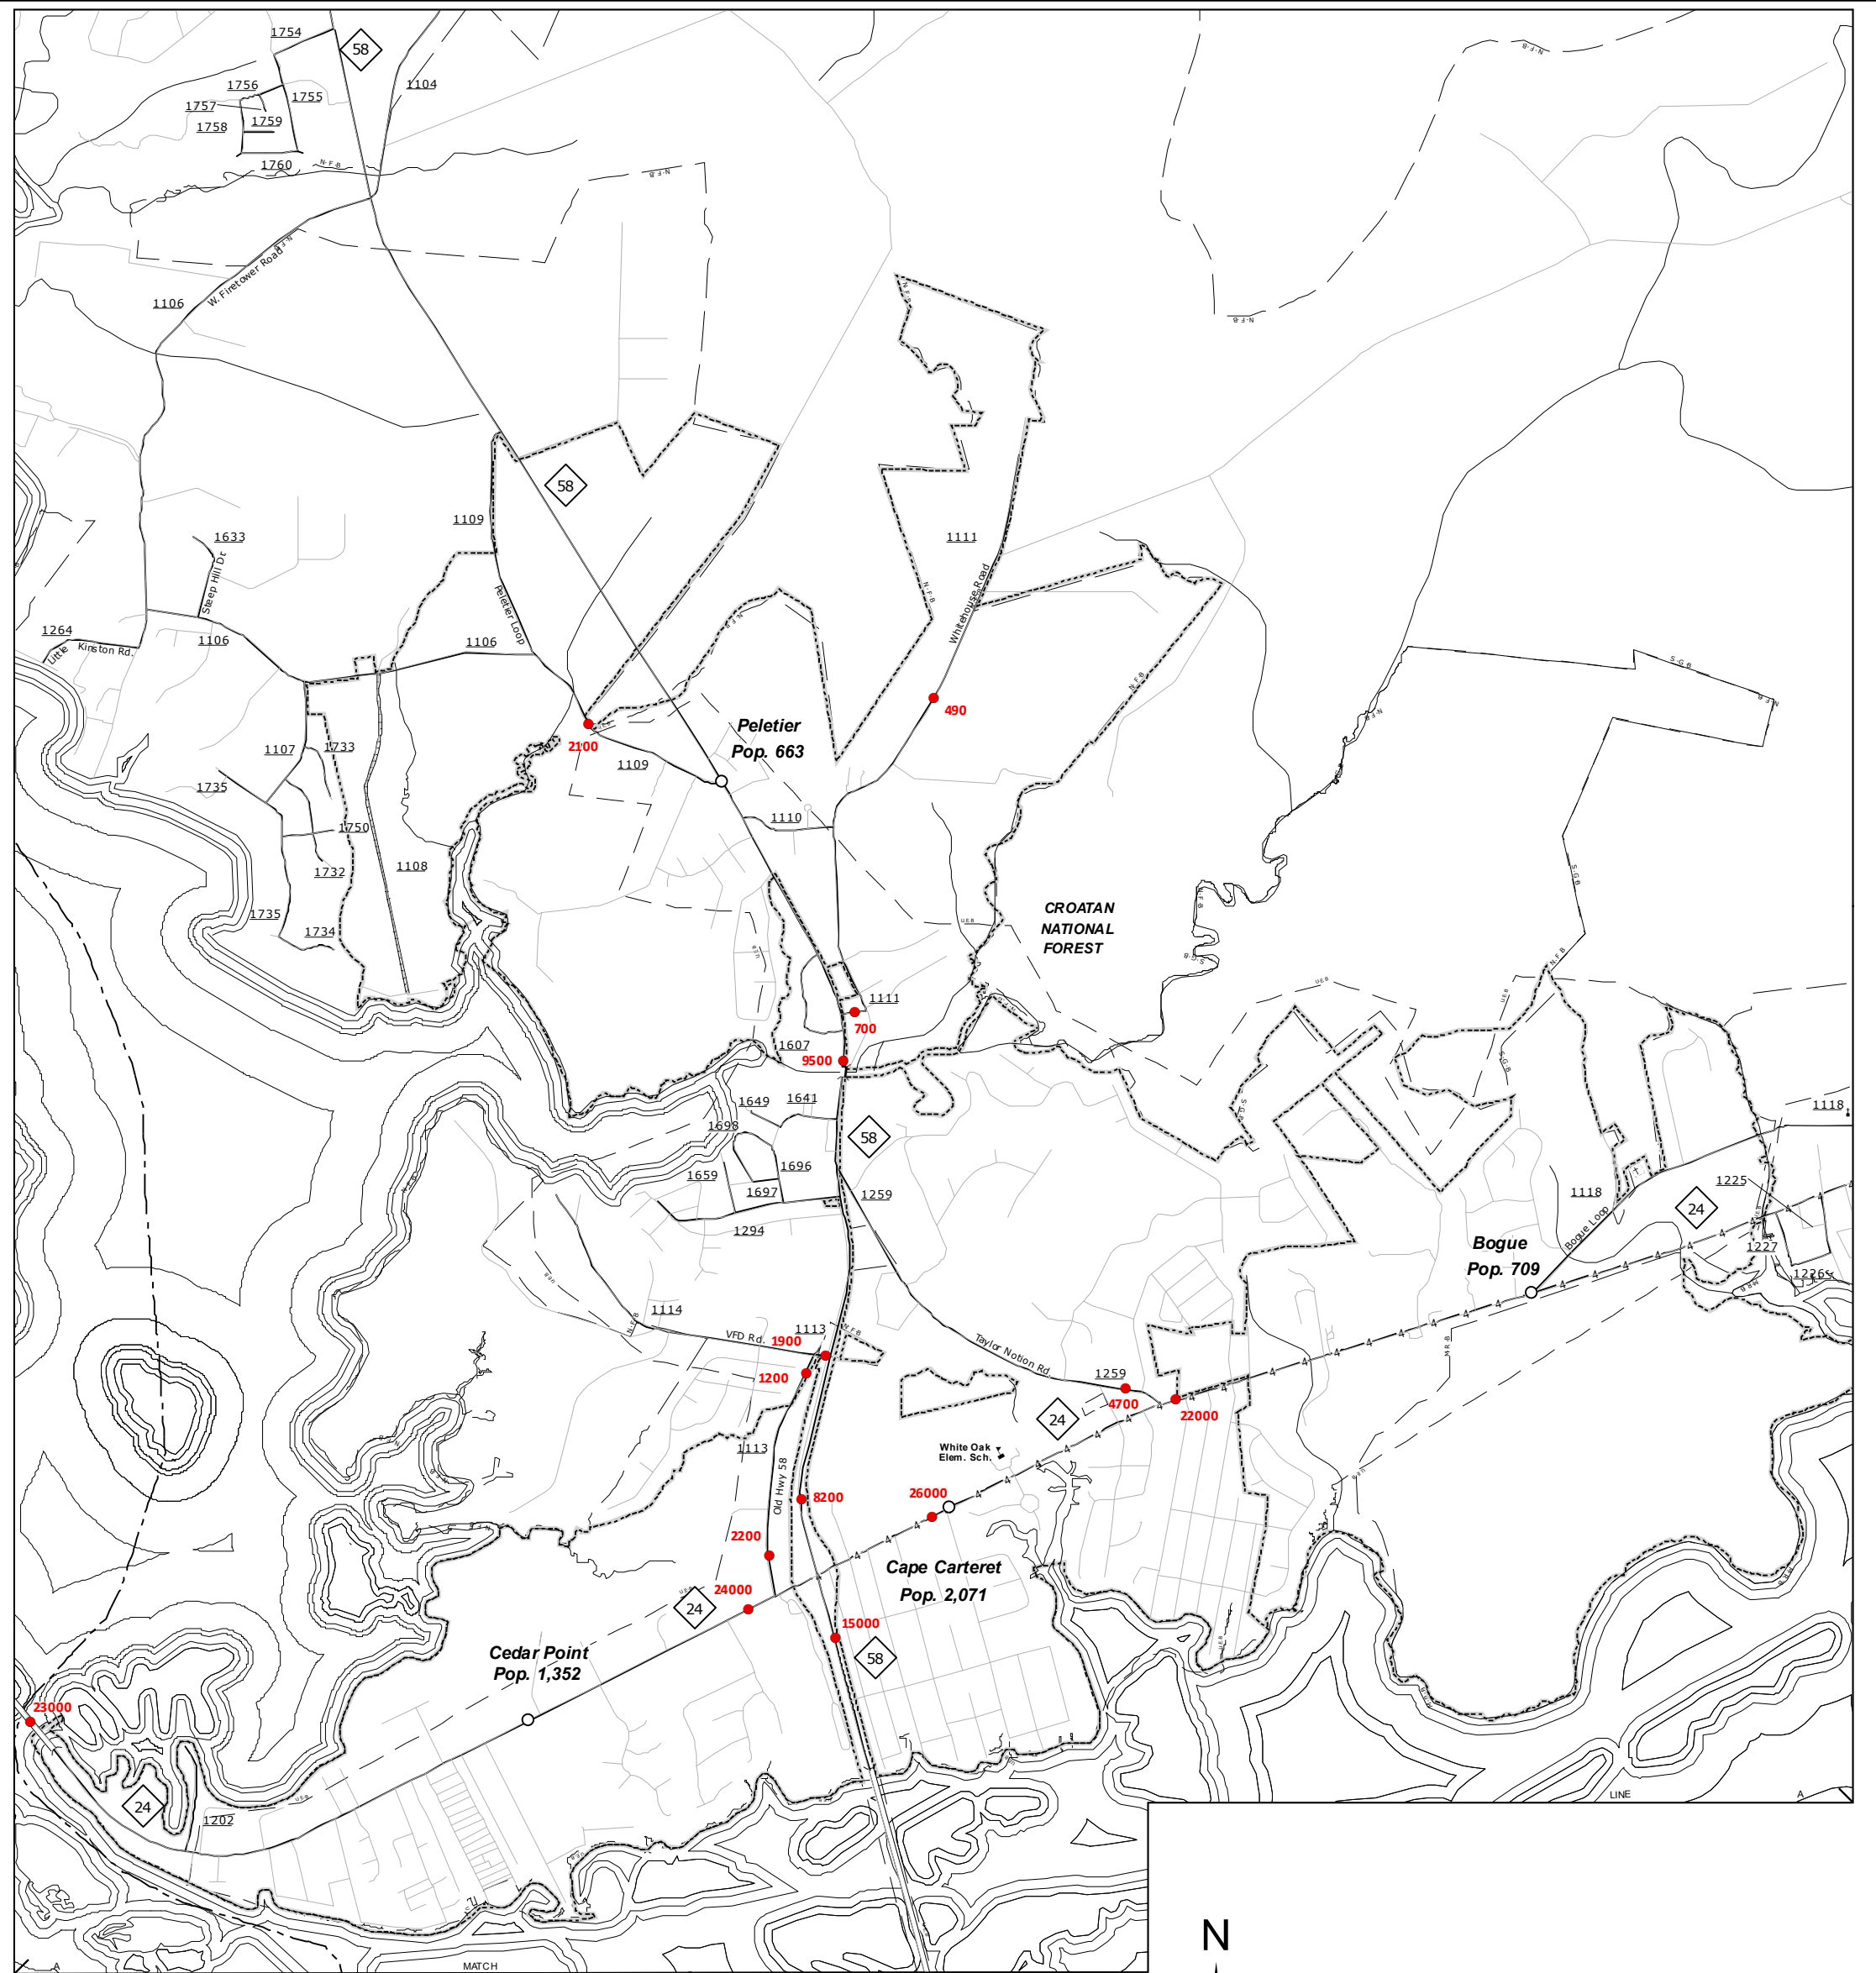 1754
58
1104
1756
1755
1757
1759
1758
1760
N-F-B
N-F-B
N-F-B
N-F-B
W. Firetower Road
1106
N-F-B
N-F-B
58
1109
1633
Steep Hill Dr
1111
Whitehouse Road
N-F-B
Peletier Loop
1264
Little Kinston Rd.
1106
1106
N-F-B
N-F-B
S-G-B
N-F-B
N-F-B
490
Peletier
Pop. 663
2100
1109
1107
1733
1735
1110
1750
1732
1108
S-G-B
N-F-B
1735
1734
CROATAN
NATIONAL
FOREST
U-E-B
U-E-B
S-G-B
N-F-B
U-E-B
U-E-B
1111
700
1607
9500
S-G-B
1649
1641
1698
58
S-G-B
1118
1696
1659
1697
1259
1118
1225
24
1294
Bogue Loop
Bogue
Pop. 709
1227
1226
M-R-B
N-F-B
U-E-B
1114
N-F-B
VFD Rd.
1113
1900
N-F-B
1200
Taylor Notion Rd
1259
4700
22000
M-R-B
24
1113
Old Hwy 58
White Oak
Elem. Sch.
8200
26000
2200
Cape Carteret
Pop. 2,071
24000
U-E-B
24
15000
58
Cedar Point
Pop. 1,352
23000
24
1202
U-E-B
U-E-B
LINE
A
N
A
MATCH